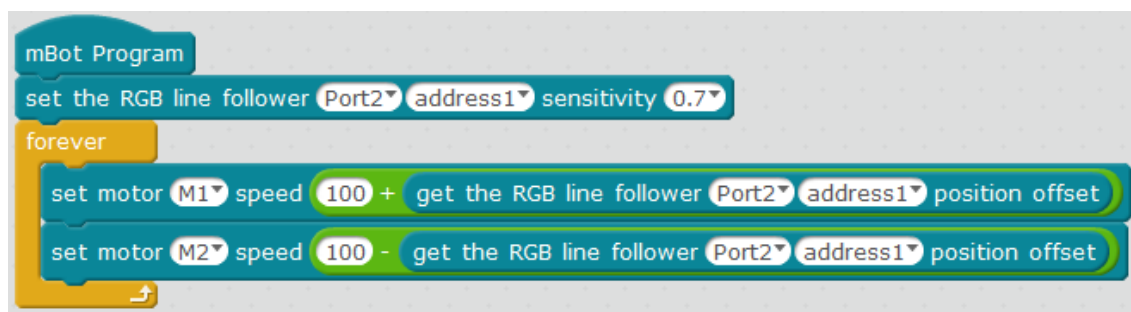 mBot Program
set the RGB line follower Port2 address1 sensitivity 0.7
forever
set motor M1 speed 100 + get the RGB line follower Port2 address1 position offset
set motor M2 speed 100 - get the RGB line follower Port2 address1 position offset